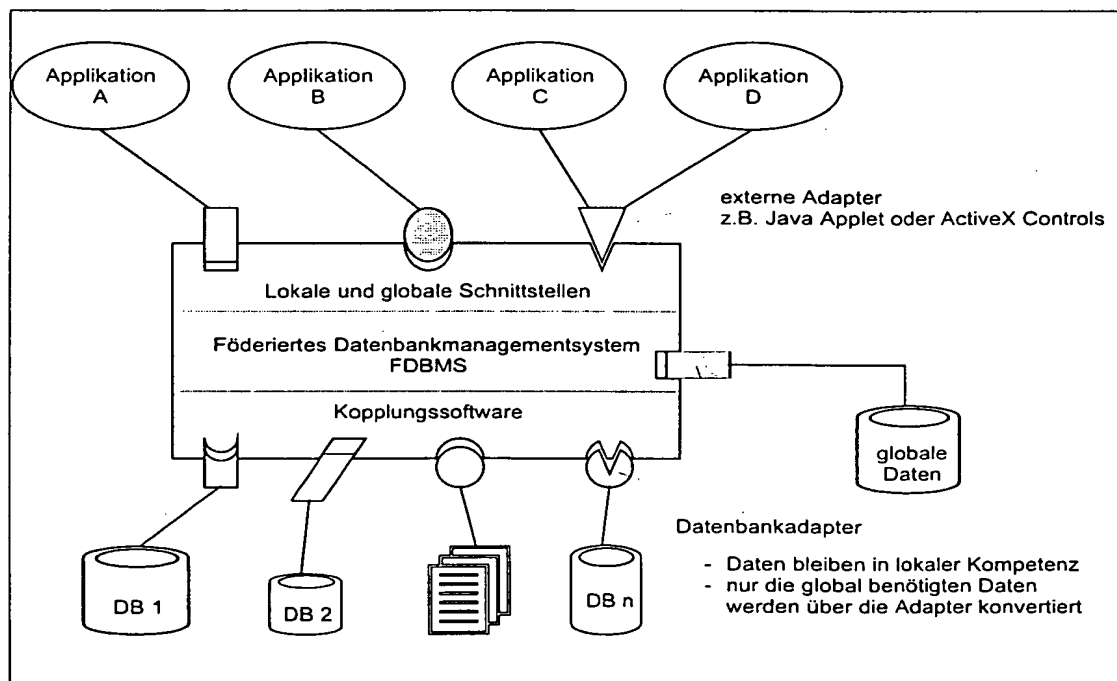 Applikation
A
Applikation
B
Applikation
C
Applikation
D
externe Adapter
z.B. Java Applet oder ActiveX Controls
Lokale und globale Schnittstellen
Föderiertes Datenbankmanagementsystem
FDBMS
Kopplungssoftware
globale
Daten
Datenbankadapter
- Daten bleiben in lokaler Kompetenz
- nur die global benötigten Daten
werden über die Adapter konvertiert
DB 1
DB 2
DB n